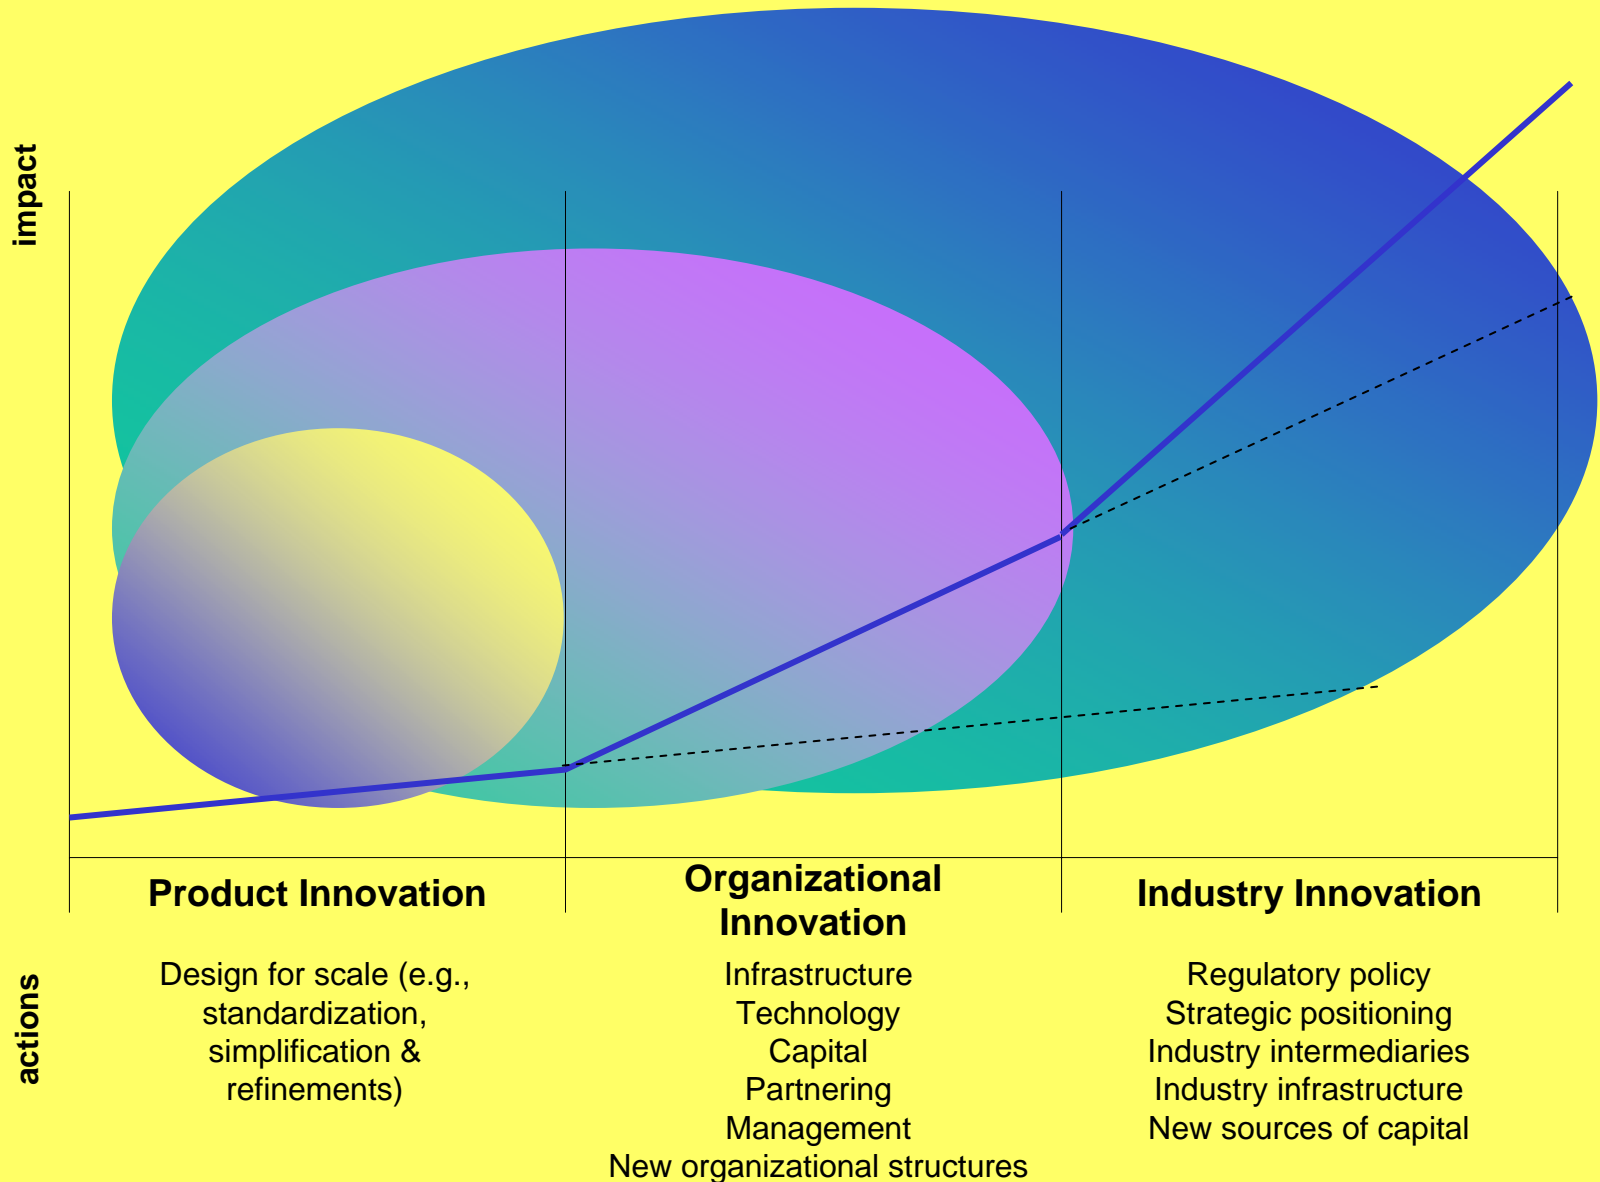 impact
Product Innovation
Organizational
Innovation
Industry Innovation
actions
Design for scale (e.g.,
standardization,
simplification &
refinements)
Infrastructure
Technology
Capital
Partnering
Management
New organizational structures
Regulatory policy
Strategic positioning
Industry intermediaries
Industry infrastructure
New sources of capital